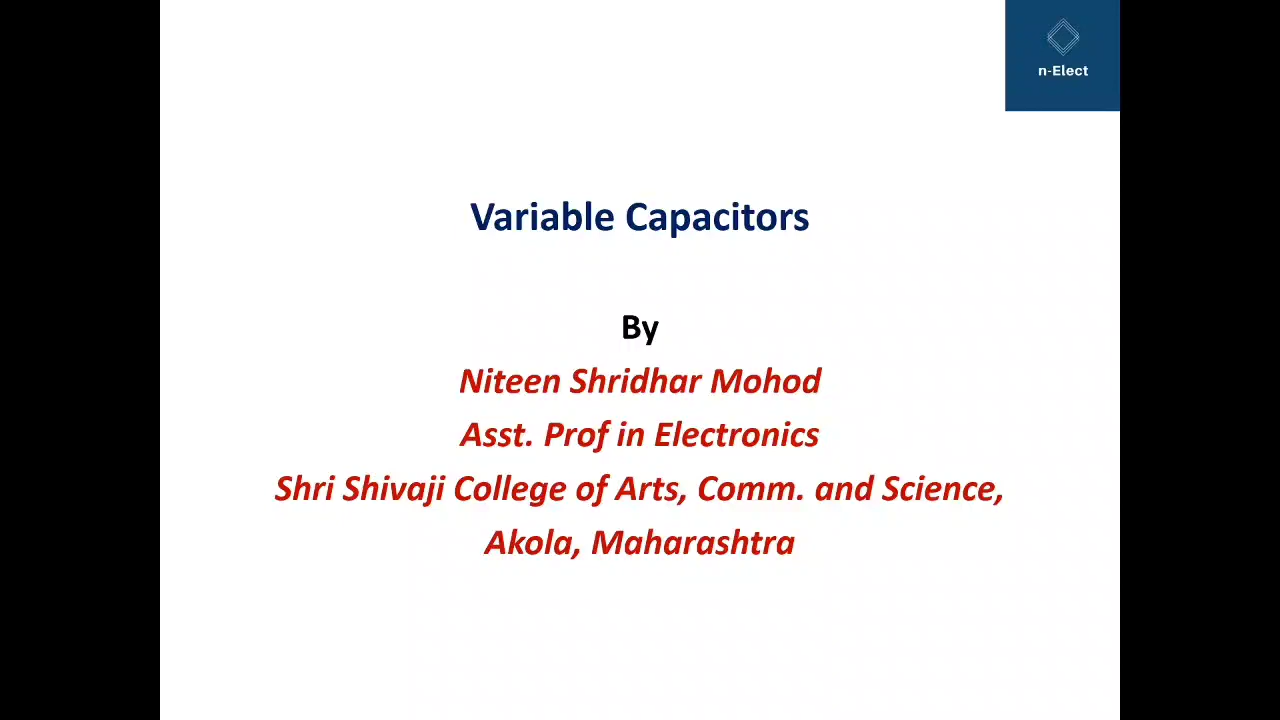 n-Elect
Variable Capacitors
By
Niteen Shridhar Mohod
Asst. Prof in Electronics
Shri Shivaji College of Arts, Comm. and Science,
Akola, Maharashtra